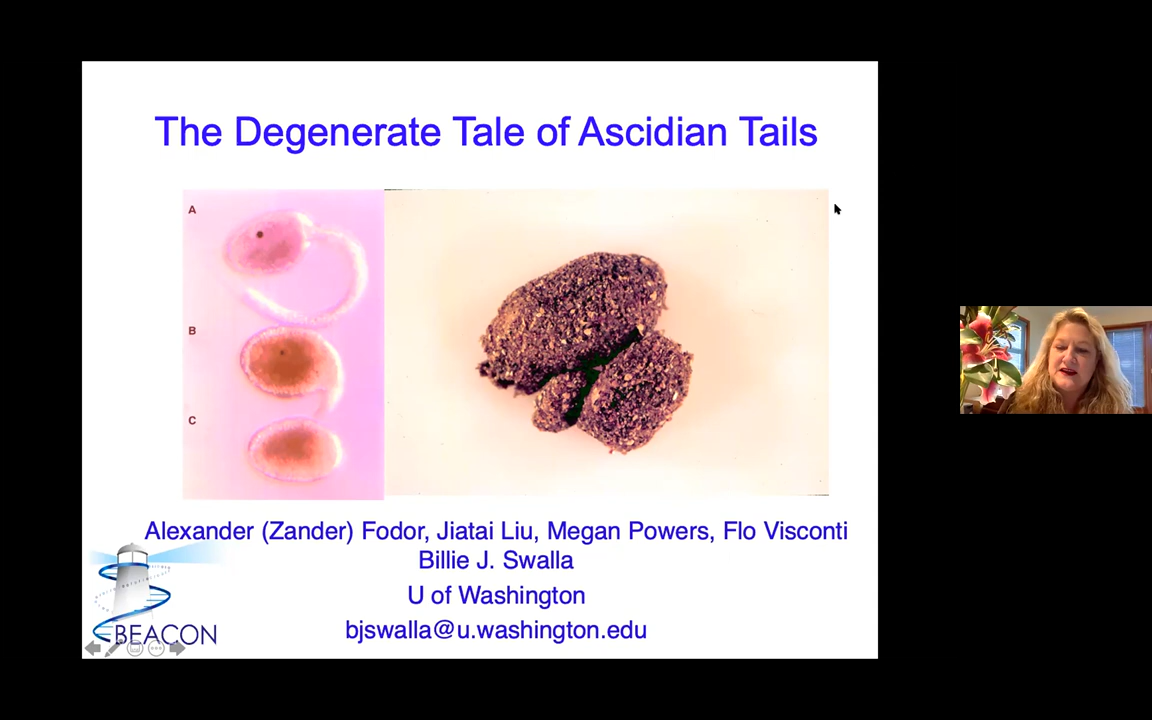 The Degenerate Tale of Ascidian Tails
A
B
C
Alexander (Zander) Fodor, Jiatai Liu, Megan Powers, Flo Visconti
Billie J. Swalla
U of Washington
bjswalla@u.washington.edu
BEACON